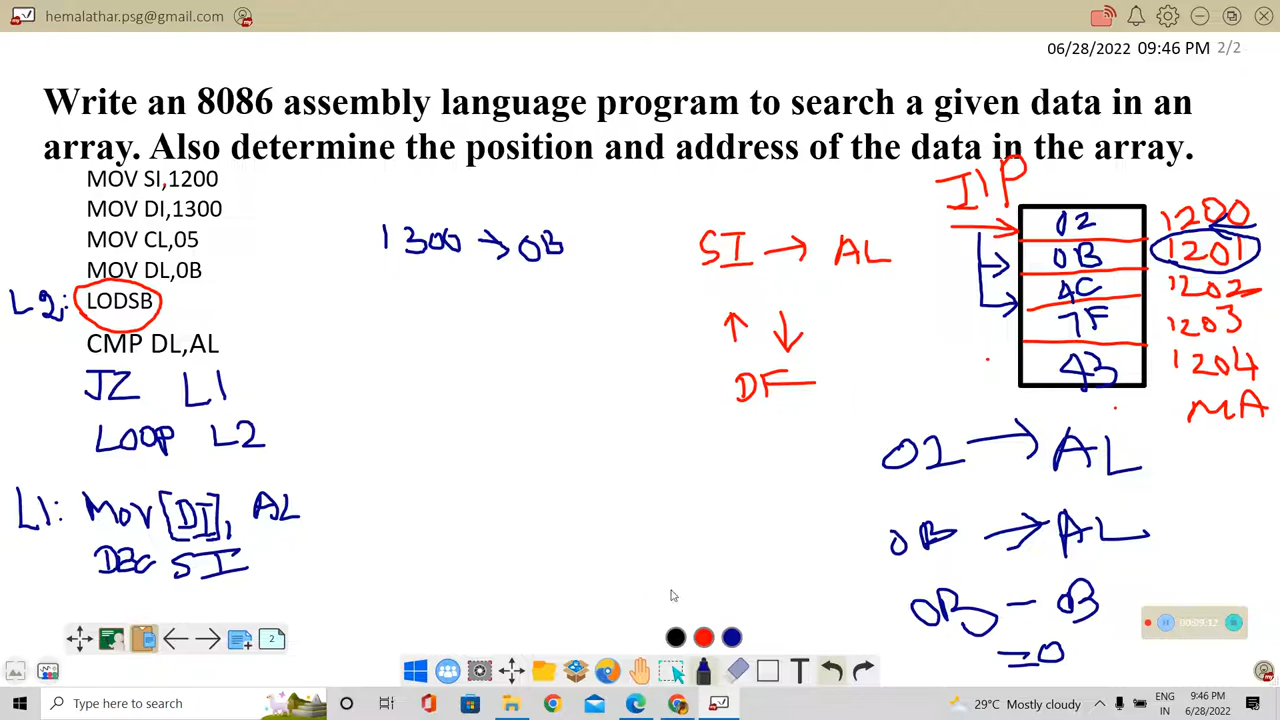 hemalathar.psg@gmail.com
06/28/2022 09:46 PM 2/2
Write an 8086 assembly language program to search a given data in an
array. Also determine the position and address of the data in the array.
MOV SI,1200
MOV DI,1300
MOV CL,05
MOV DL,0B
L2: LODSB
CMP DL,AL
JZ L1
LOOP L2
L1: MOV [DI], AL
DEC SI
1300 → 0B
SI → AL
↑ ↓
DF
I/P
02 1200
0B 1201
4C 1202
7F 1203
43 1204
MA
02 → AL
0B → AL
0B - 0B
=0
00:09:12
2
Type here to search
29°C Mostly cloudy
ENG
IN
9:46 PM
6/28/2022